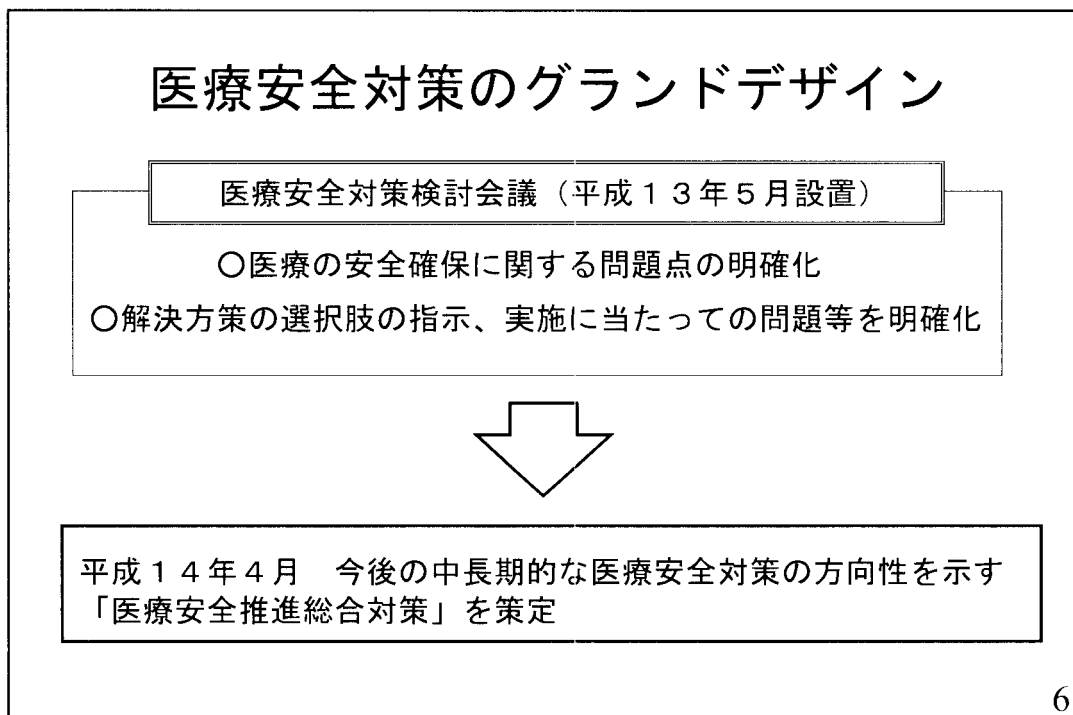 医療安全対策のグランドデザイン
医療安全対策検討会議（平成１３年５月設置）
○医療の安全確保に関する問題点の明確化
○解決方策の選択肢の指示、実施に当たっての問題等を明確化
平成１４年４月　今後の中長期的な医療安全対策の方向性を示す
「医療安全推進総合対策」を策定
6